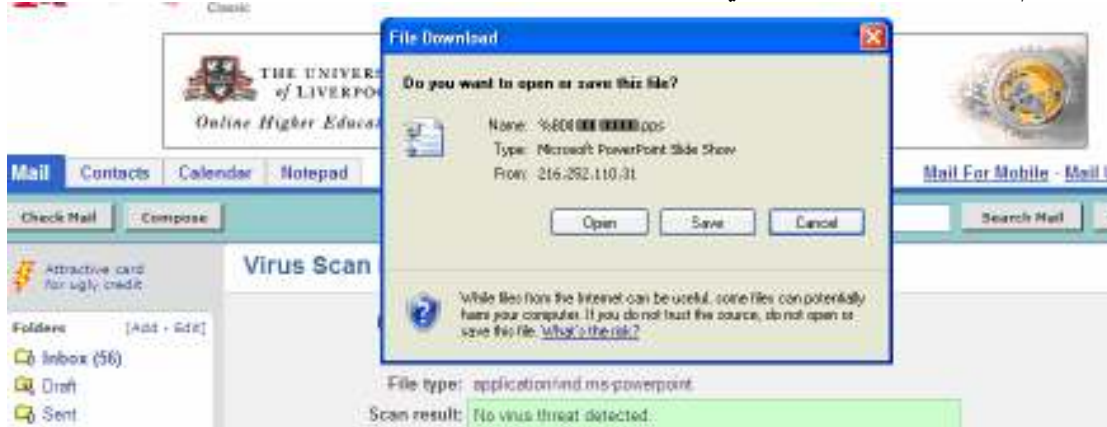 Classic
File Download
THE UNIVERS
of LIVERPO
Online Higher Educat
Do you want to open or save this file?
Name: .pps
Type: Microsoft PowerPoint Slide Show
From: 216.252.110.31
Mail Contacts Calendar Notepad
Mail For Mobile - Mail
Check Mail Compose
Open Save Cancel
Search Mail
Attractive card
for ugly credit
Virus Scan
While files from the Internet can be useful, some files can potentially
harm your computer. If you do not trust the source, do not open or
save this file. What's the risk?
Folders [Add - Edit]
Inbox (56)
Draft
Sent
File type: application/vnd.ms-powerpoint
Scan result: No virus threat detected